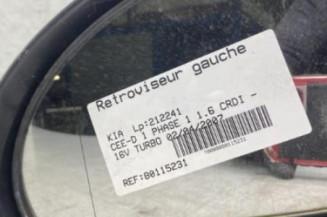 Retroviseur gauche
KIA Lp:212241
CEE-D 1 PHASE 1 1.6 CRDI -
16V TURBO 02/04/2007
REF:80115231